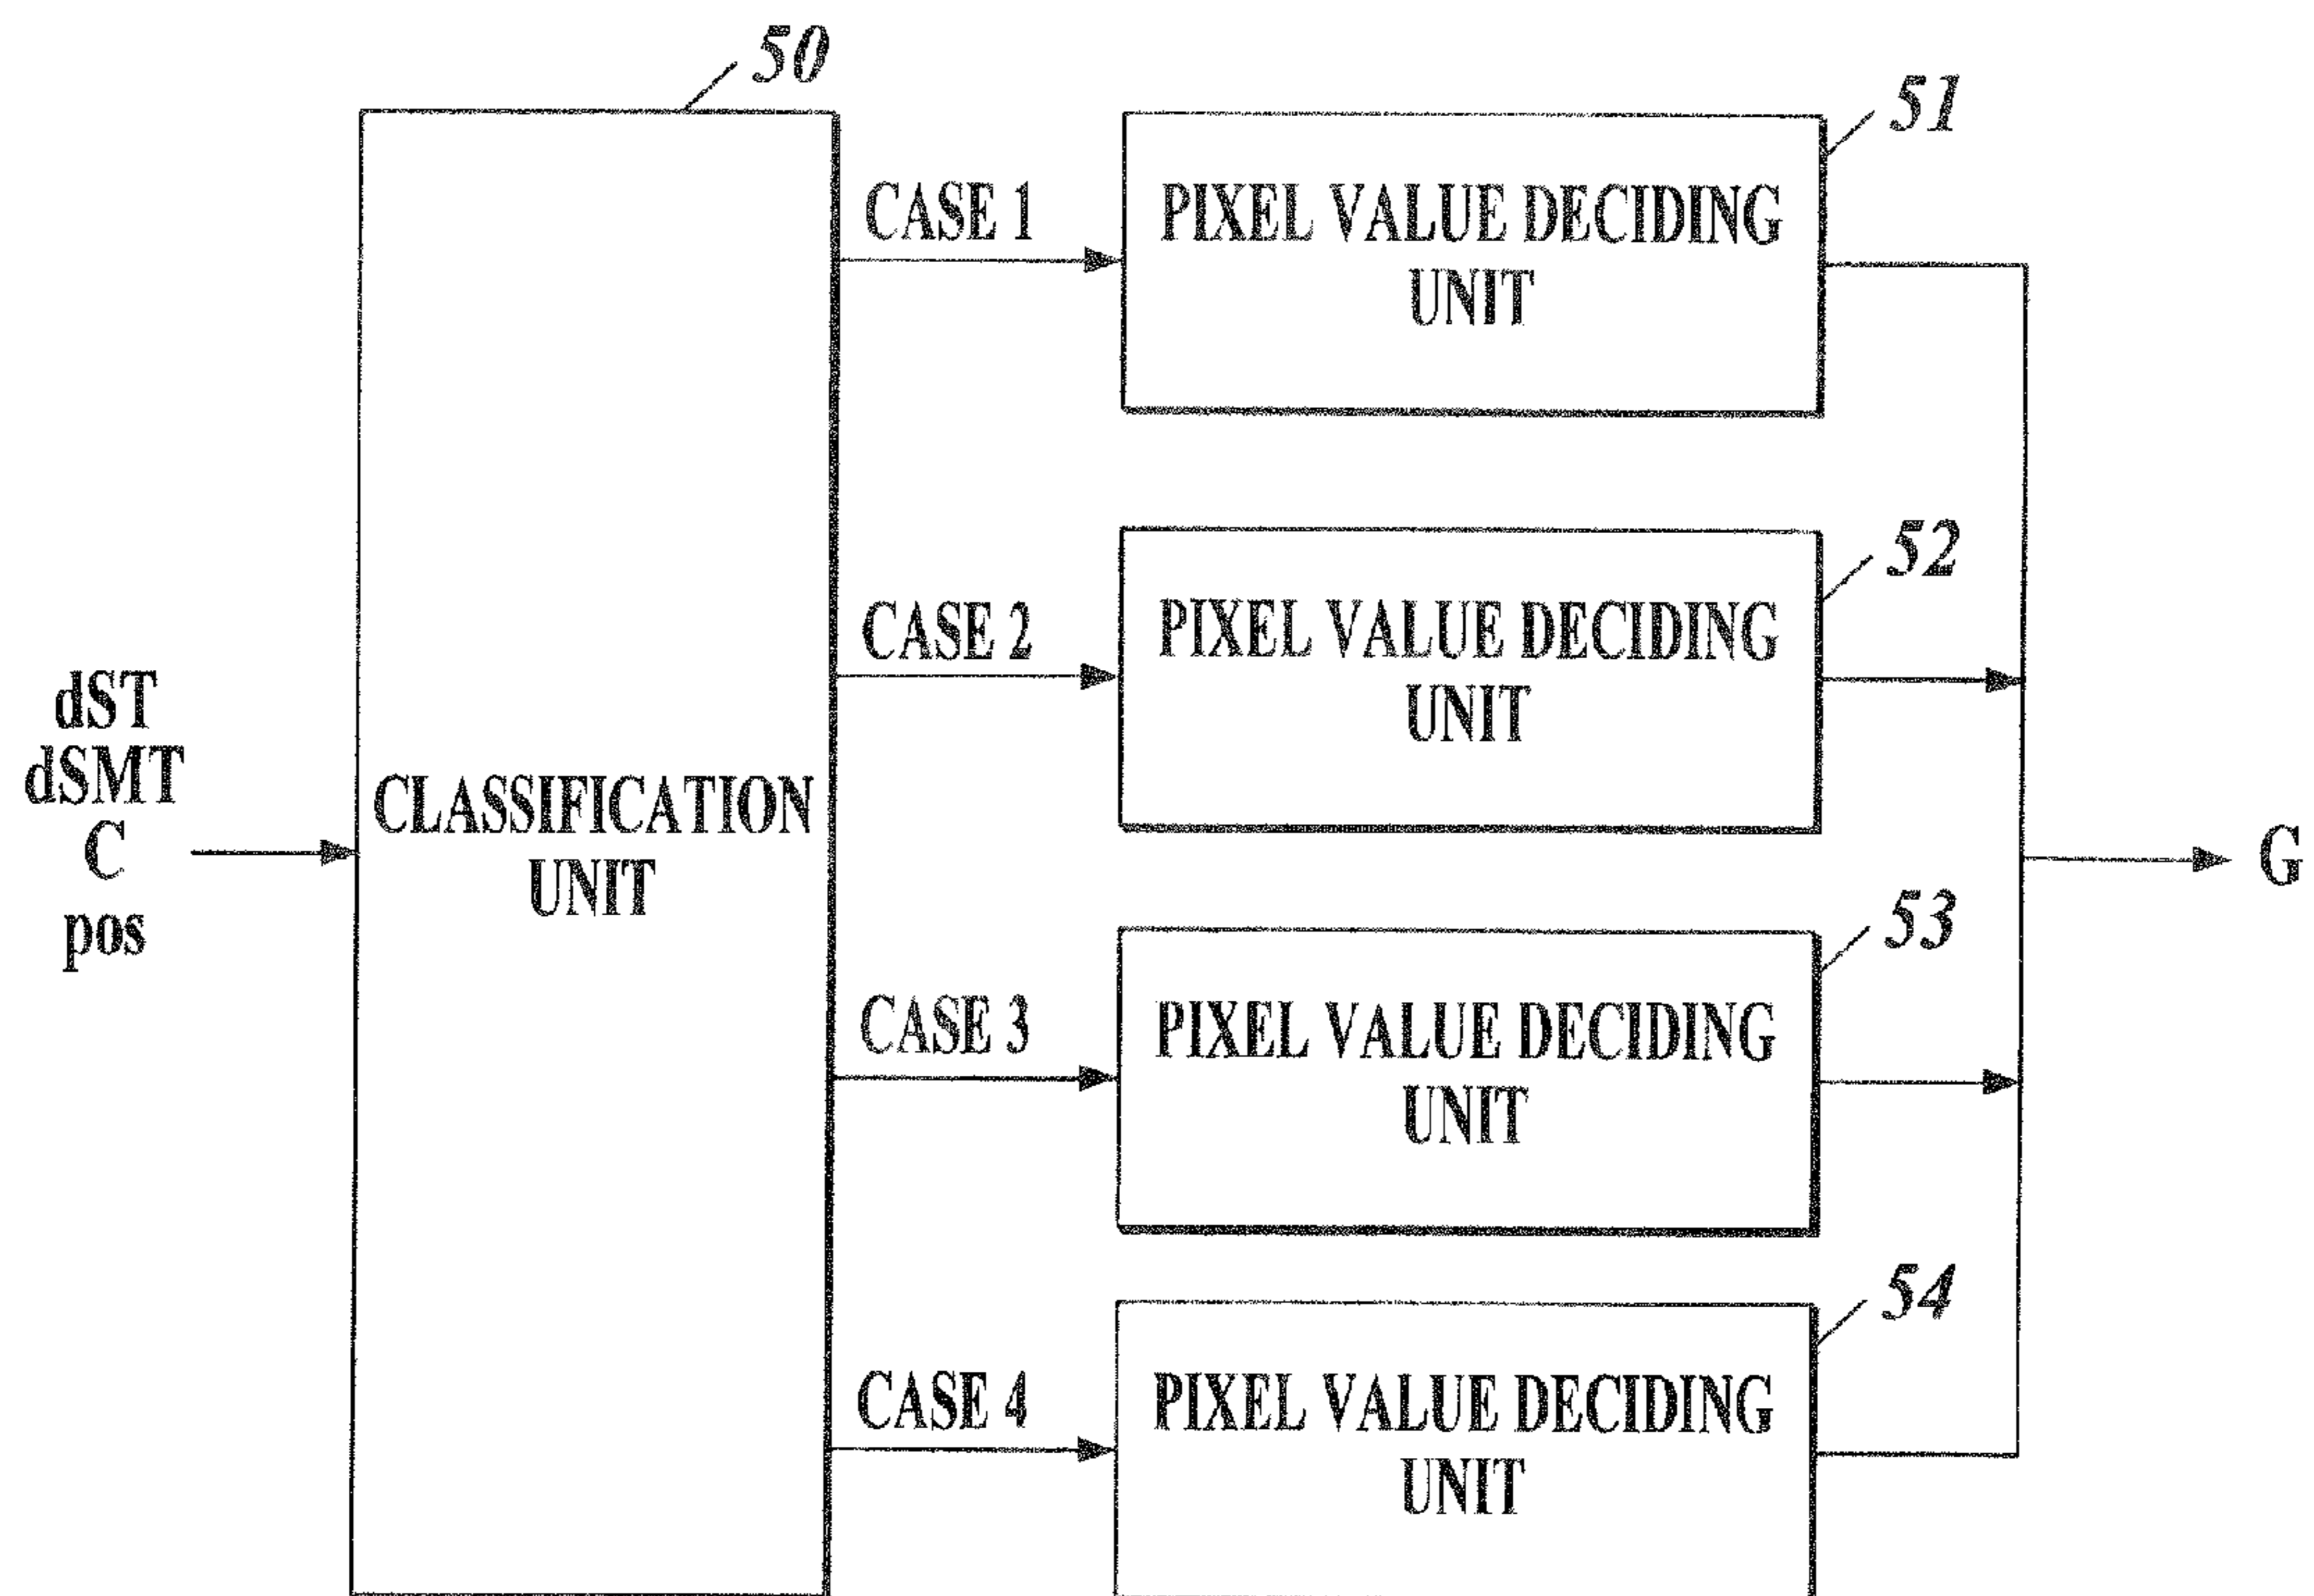 50
51
CASE 1
PIXEL VALUE DECIDING
UNIT
52
CASE 2
PIXEL VALUE DECIDING
UNIT
dST
dSMT
C
pos
CLASSIFICATION
UNIT
G
53
CASE 3
PIXEL VALUE DECIDING
UNIT
54
CASE 4
PIXEL VALUE DECIDING
UNIT